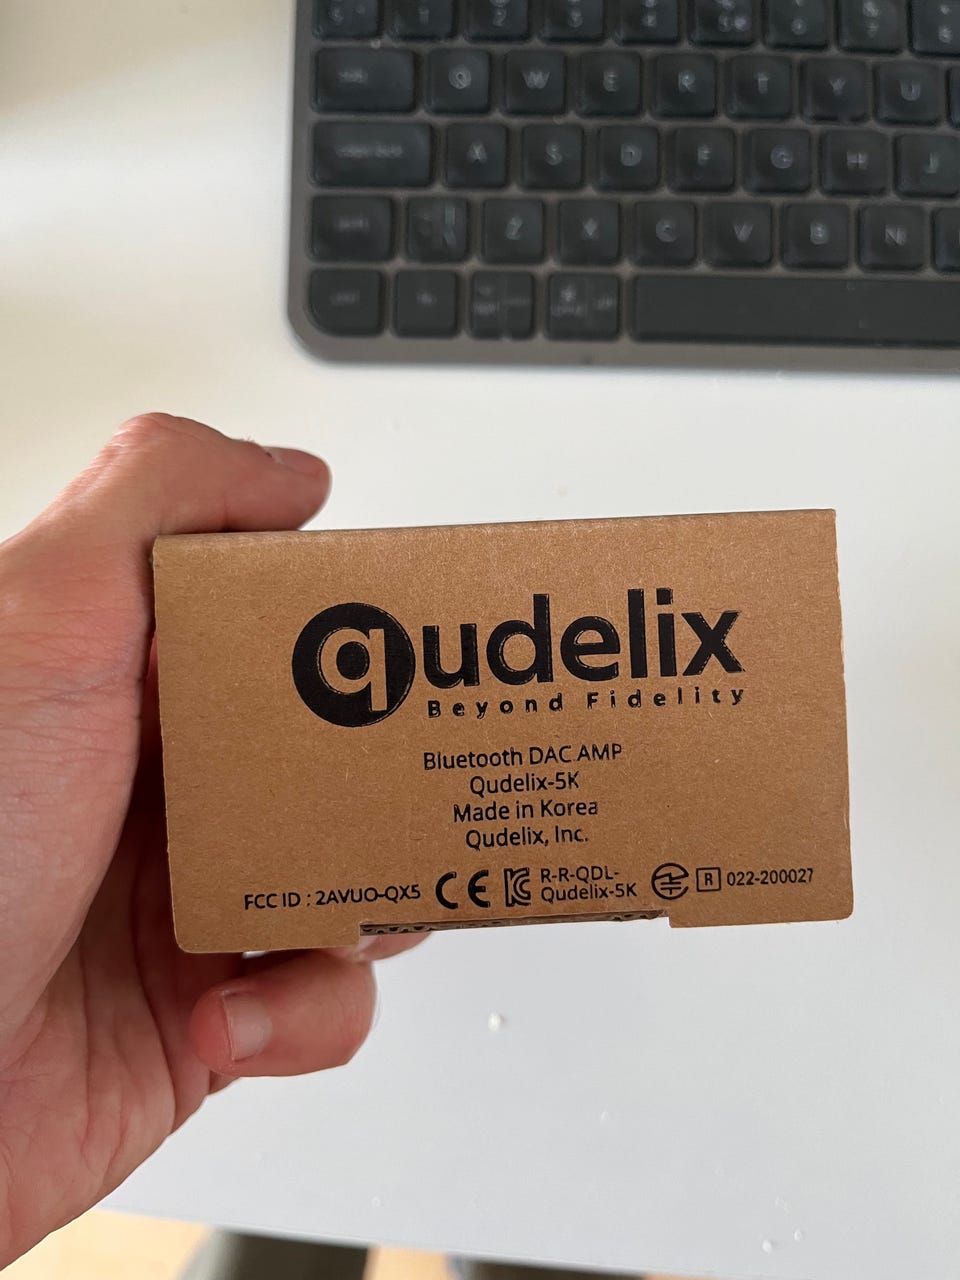 Q W E R T Y U
A S D F G H J
Z X C V B N
qudelix
Beyond Fidelity
Bluetooth DAC AMP
Qudelix-5K
Made in Korea
Qudelix, Inc.
FCC ID : 2AVUO-QX5 CE R-R-QDL-
Qudelix-5K R 022-200027